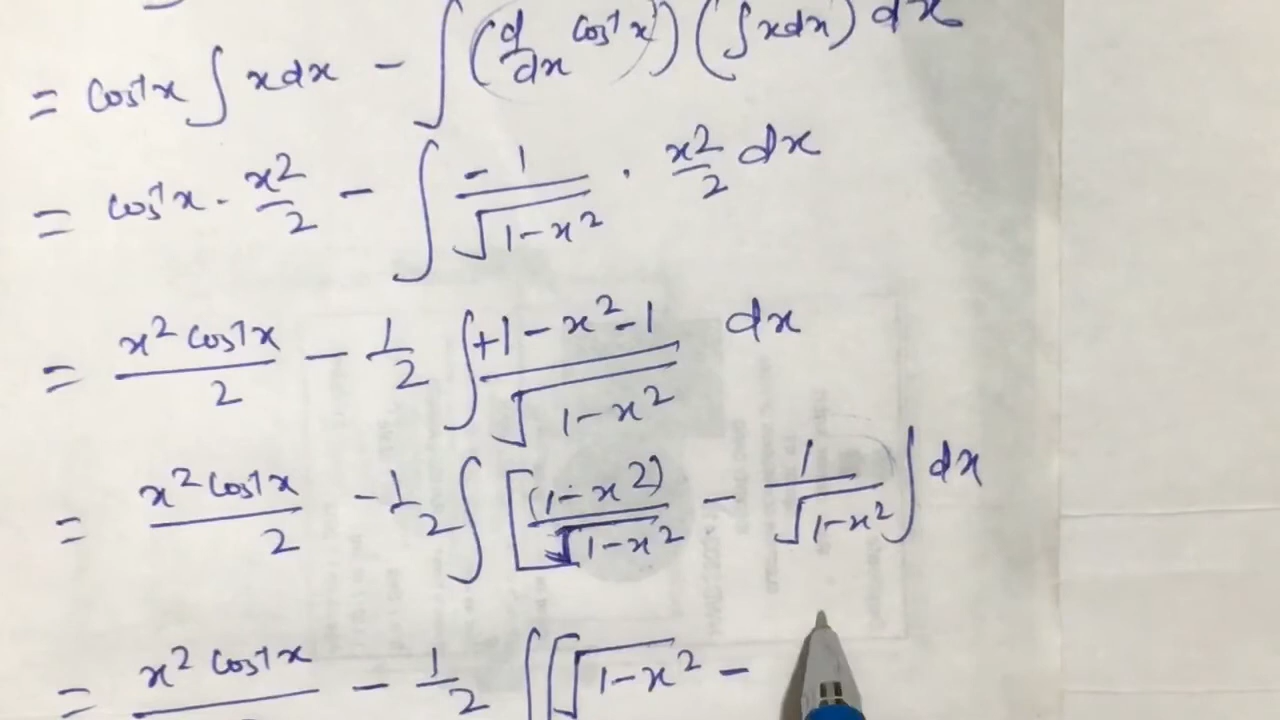 = cos⁻¹x ∫ x dx − ∫ (d/dx cos⁻¹x) (∫ x dx) dx
= cos⁻¹x · x²/2 − ∫ −1/√(1−x²) · x²/2 dx
= x² cos⁻¹x/2 − 1/2 ∫ +1−x²−1/√(1−x²) dx
= x² cos⁻¹x/2 − 1/2 ∫ [(1−x²)/√(1−x²) − 1/√(1−x²)] dx
= x² cos⁻¹x − 1/2 ∫ [√(1−x²) −